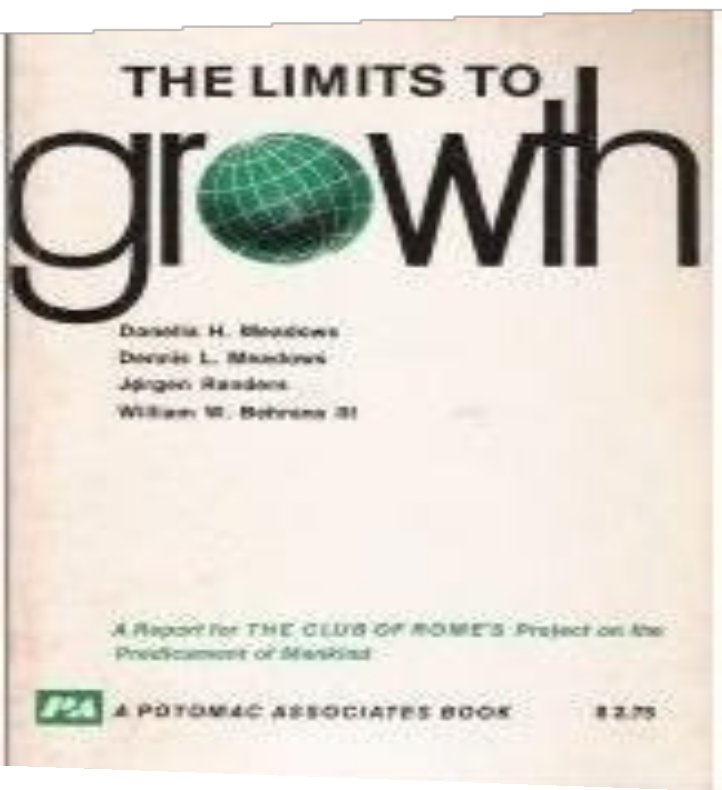 THE LIMITS TO
growth
Donella H. Meadows
Dennis L. Meadows
Jørgen Randers
William W. Behrens III
A Report for THE CLUB OF ROME'S Project on the
Predicament of Mankind
A POTOMAC ASSOCIATES BOOK $2.75